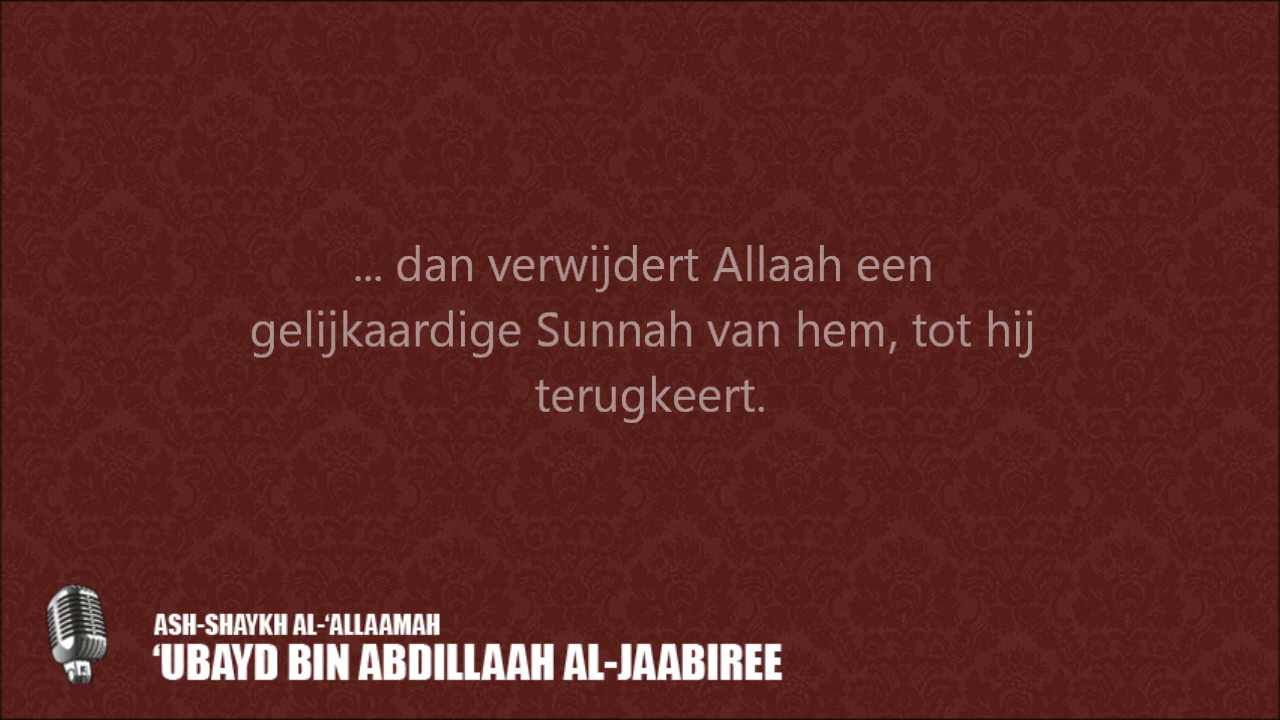 ... dan verwijdert Allaah een
gelijkaardige Sunnah van hem, tot hij
terugkeert.
ASH-SHAYKH AL-‘ALLAAMAH
‘UBAYD BIN ABDILLAAH AL-JAABIREE